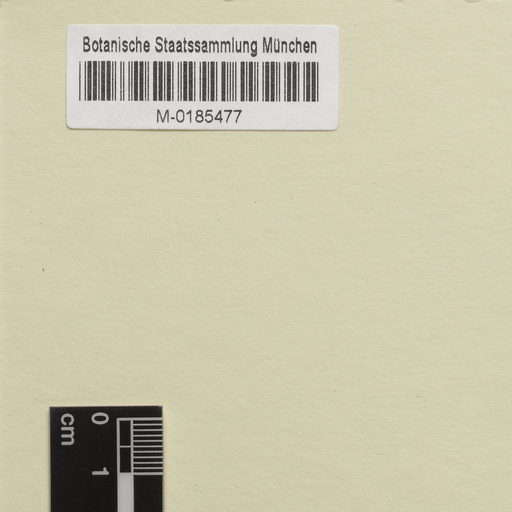 Botanische Staatssammlung München
M-0185477
cm
0
1